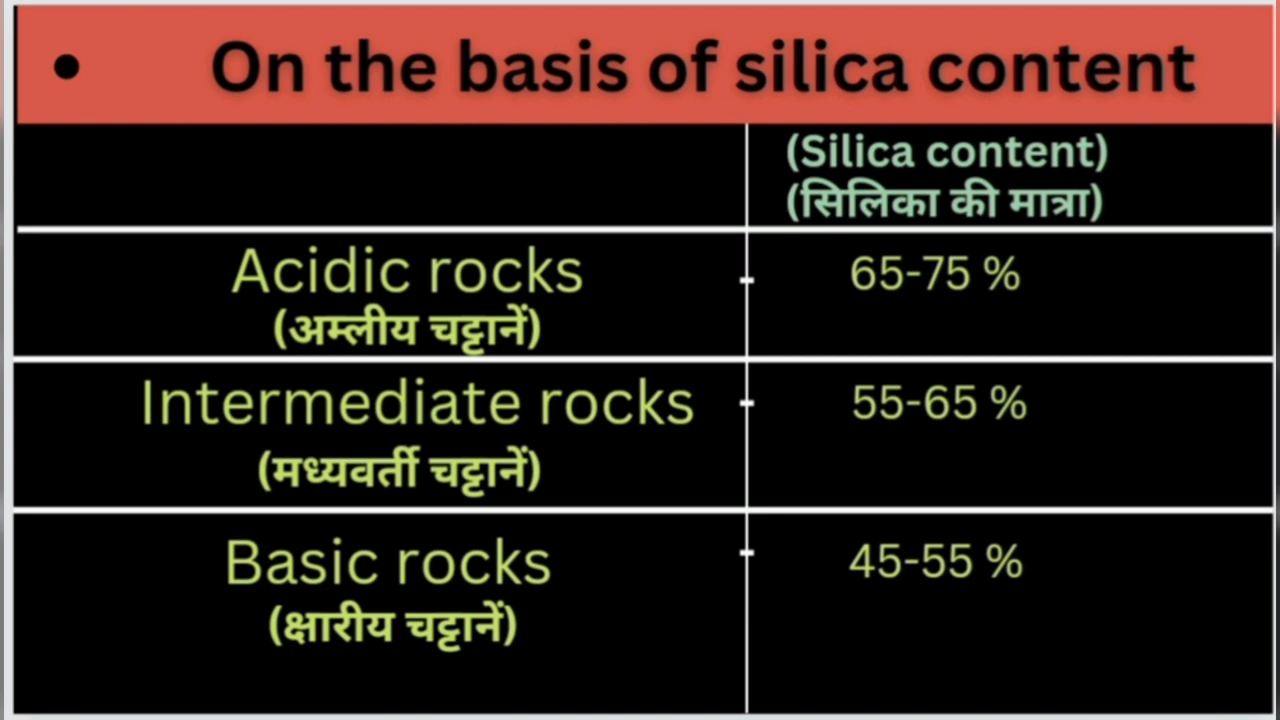 • On the basis of silica content
(Silica content)
(सिलिका की मात्रा)
Acidic rocks - 65-75 %
(अम्लीय चट्टानें)
Intermediate rocks - 55-65 %
(मध्यवर्ती चट्टानें)
Basic rocks - 45-55 %
(क्षारीय चट्टानें)